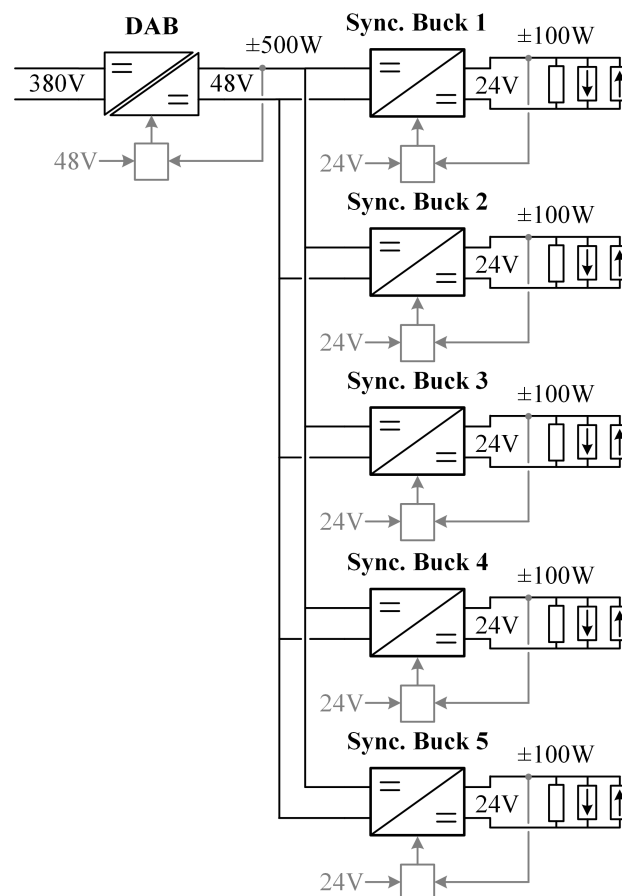 DAB
±500W
Sync. Buck 1
±100W
380V
48V
24V
48V
24V
Sync. Buck 2
±100W
24V
24V
Sync. Buck 3
±100W
24V
24V
Sync. Buck 4
±100W
24V
24V
Sync. Buck 5
±100W
24V
24V